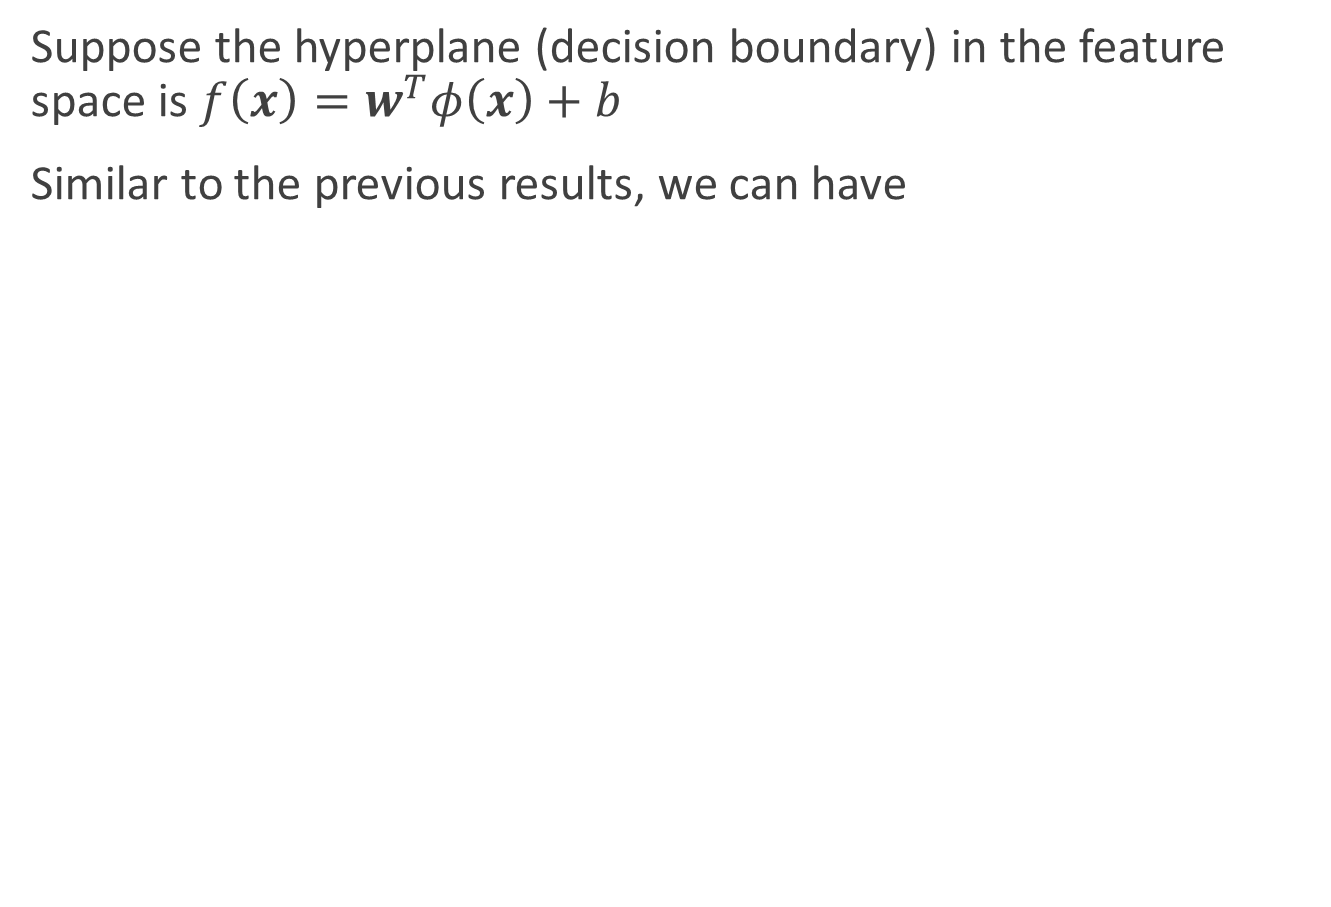 Suppose the hyperplane (decision boundary) in the feature
space is 𝑓(𝒙) = 𝒘ᵀ𝜙(𝒙) + 𝑏
Similar to the previous results, we can have